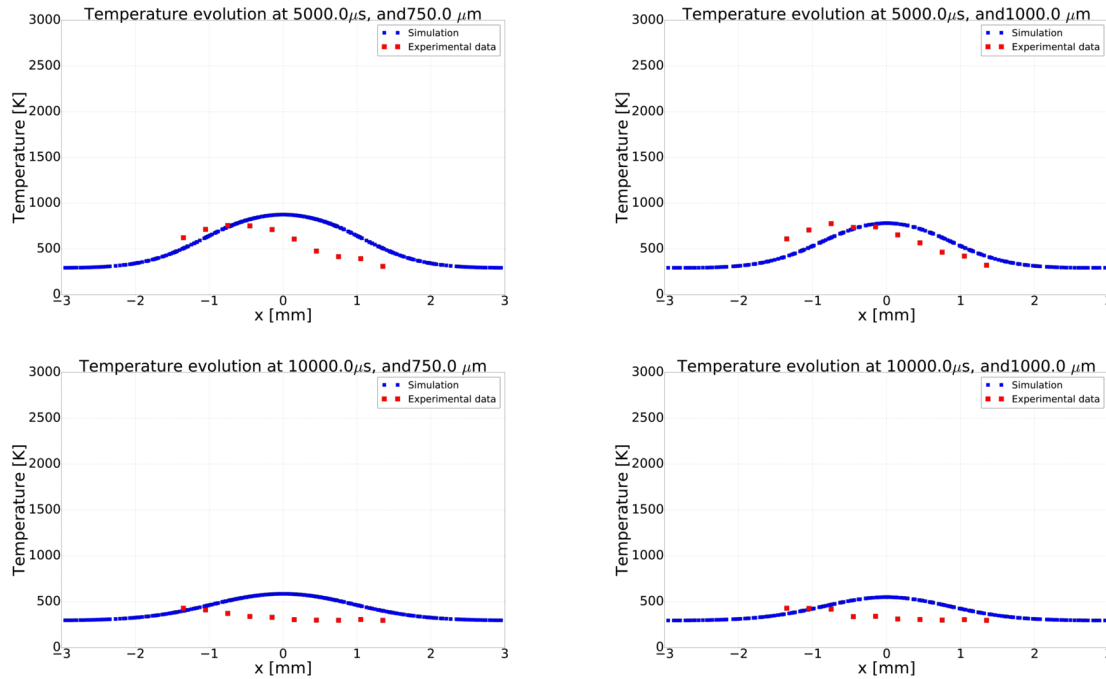 Temperature evolution at 5000.0μs, and750.0 μm
3000
2500
2000
1500
1000
500
0
Temperature [K]
Simulation
Experimental data
−3 −2 −1 0 1 2 3
x [mm]
Temperature evolution at 5000.0μs, and1000.0 μm
3000
2500
2000
1500
1000
500
0
Temperature [K]
Simulation
Experimental data
−3 −2 −1 0 1 2 3
x [mm]
Temperature evolution at 10000.0μs, and750.0 μm
3000
2500
2000
1500
1000
500
0
Temperature [K]
Simulation
Experimental data
−3 −2 −1 0 1 2 3
x [mm]
Temperature evolution at 10000.0μs, and1000.0 μm
3000
2500
2000
1500
1000
500
0
Temperature [K]
Simulation
Experimental data
−3 −2 −1 0 1 2 3
x [mm]